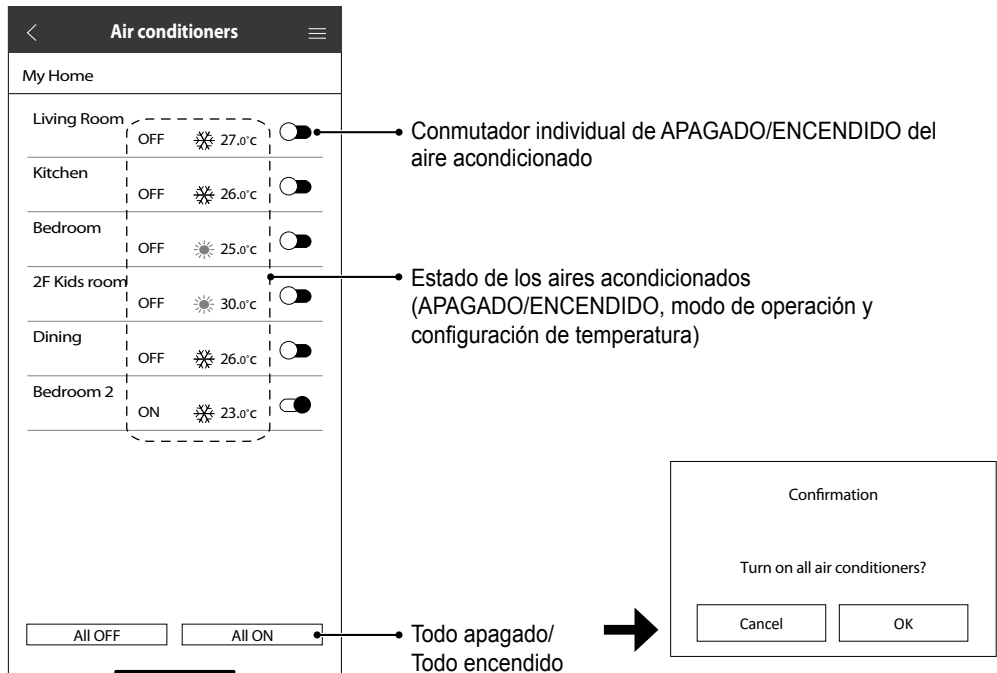 Air conditioners
My Home
Living Room
OFF 27.0°c
Conmutador individual de APAGADO/ENCENDIDO del
aire acondicionado
Kitchen
OFF 26.0°c
Bedroom
OFF 25.0°c
2F Kids room
OFF 30.0°c
Estado de los aires acondicionados
(APAGADO/ENCENDIDO, modo de operación y
configuración de temperatura)
Dining
OFF 26.0°c
Bedroom 2
ON 23.0°c
All OFF All ON
Todo apagado/
Todo encendido
Confirmation
Turn on all air conditioners?
Cancel OK